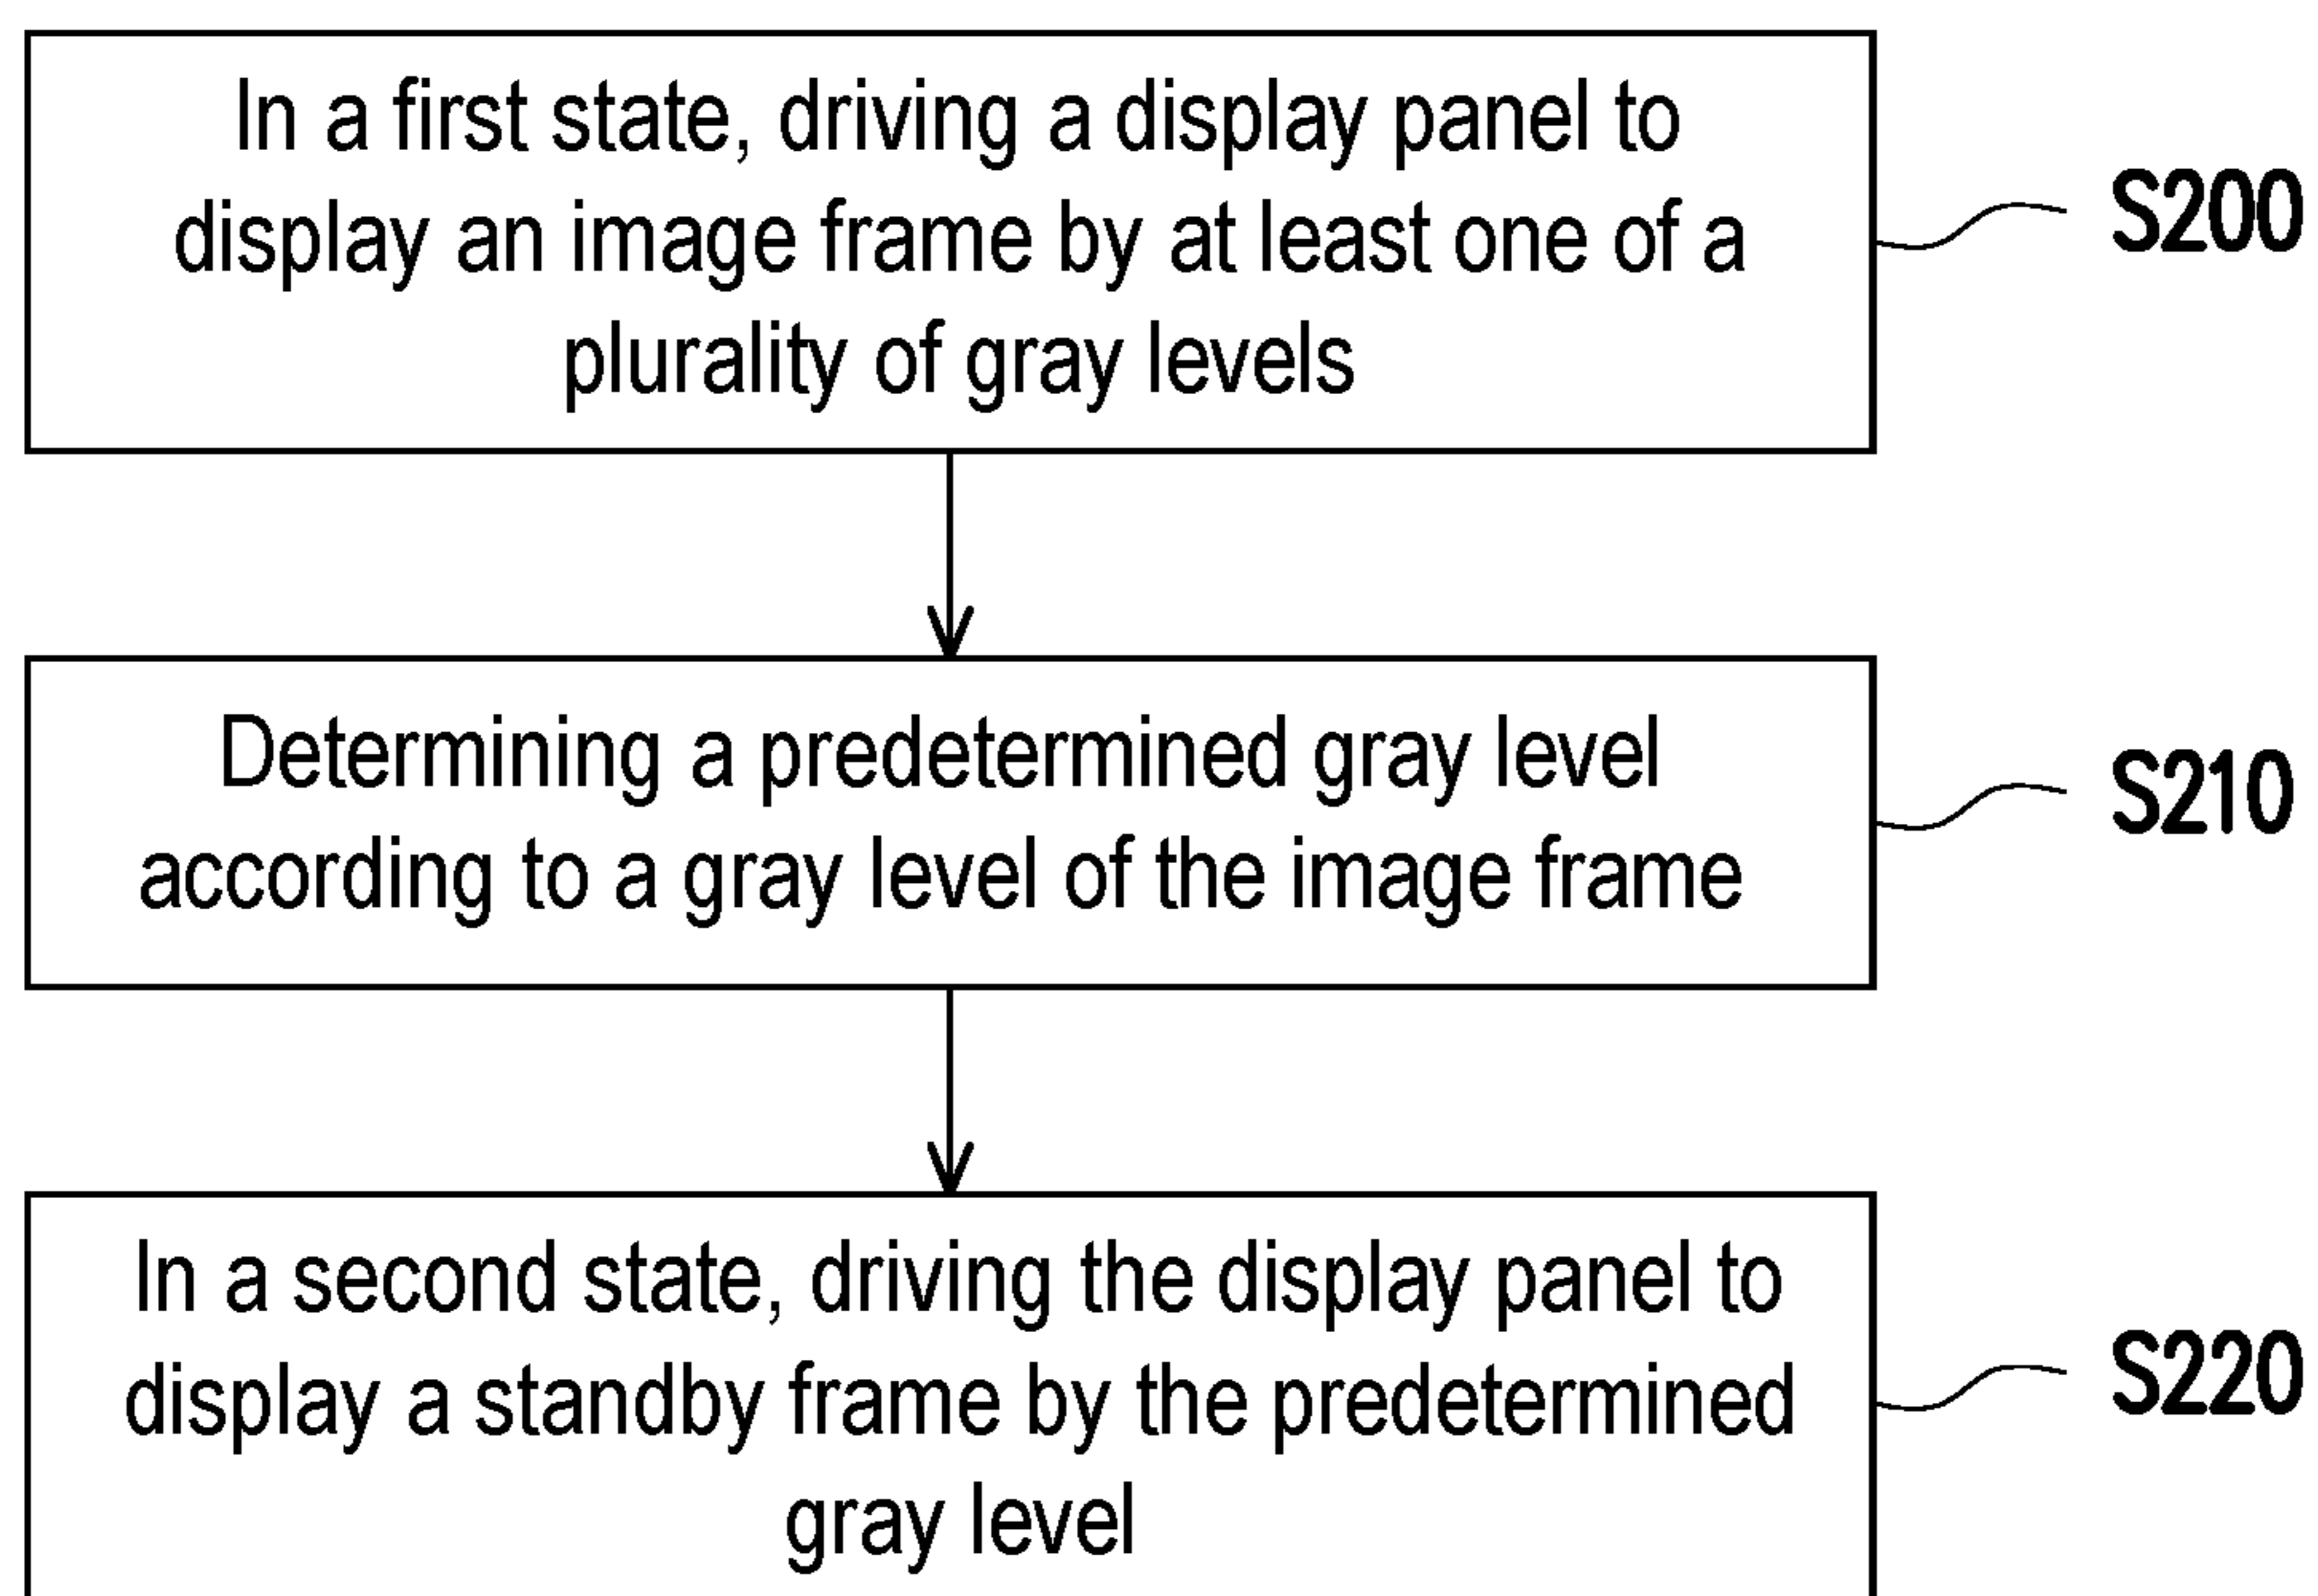 In a first state, driving a display panel to
display an image frame by at least one of a
plurality of gray levels
S200
Determining a predetermined gray level
according to a gray level of the image frame
S210
In a second state, driving the display panel to
display a standby frame by the predetermined
gray level
S220